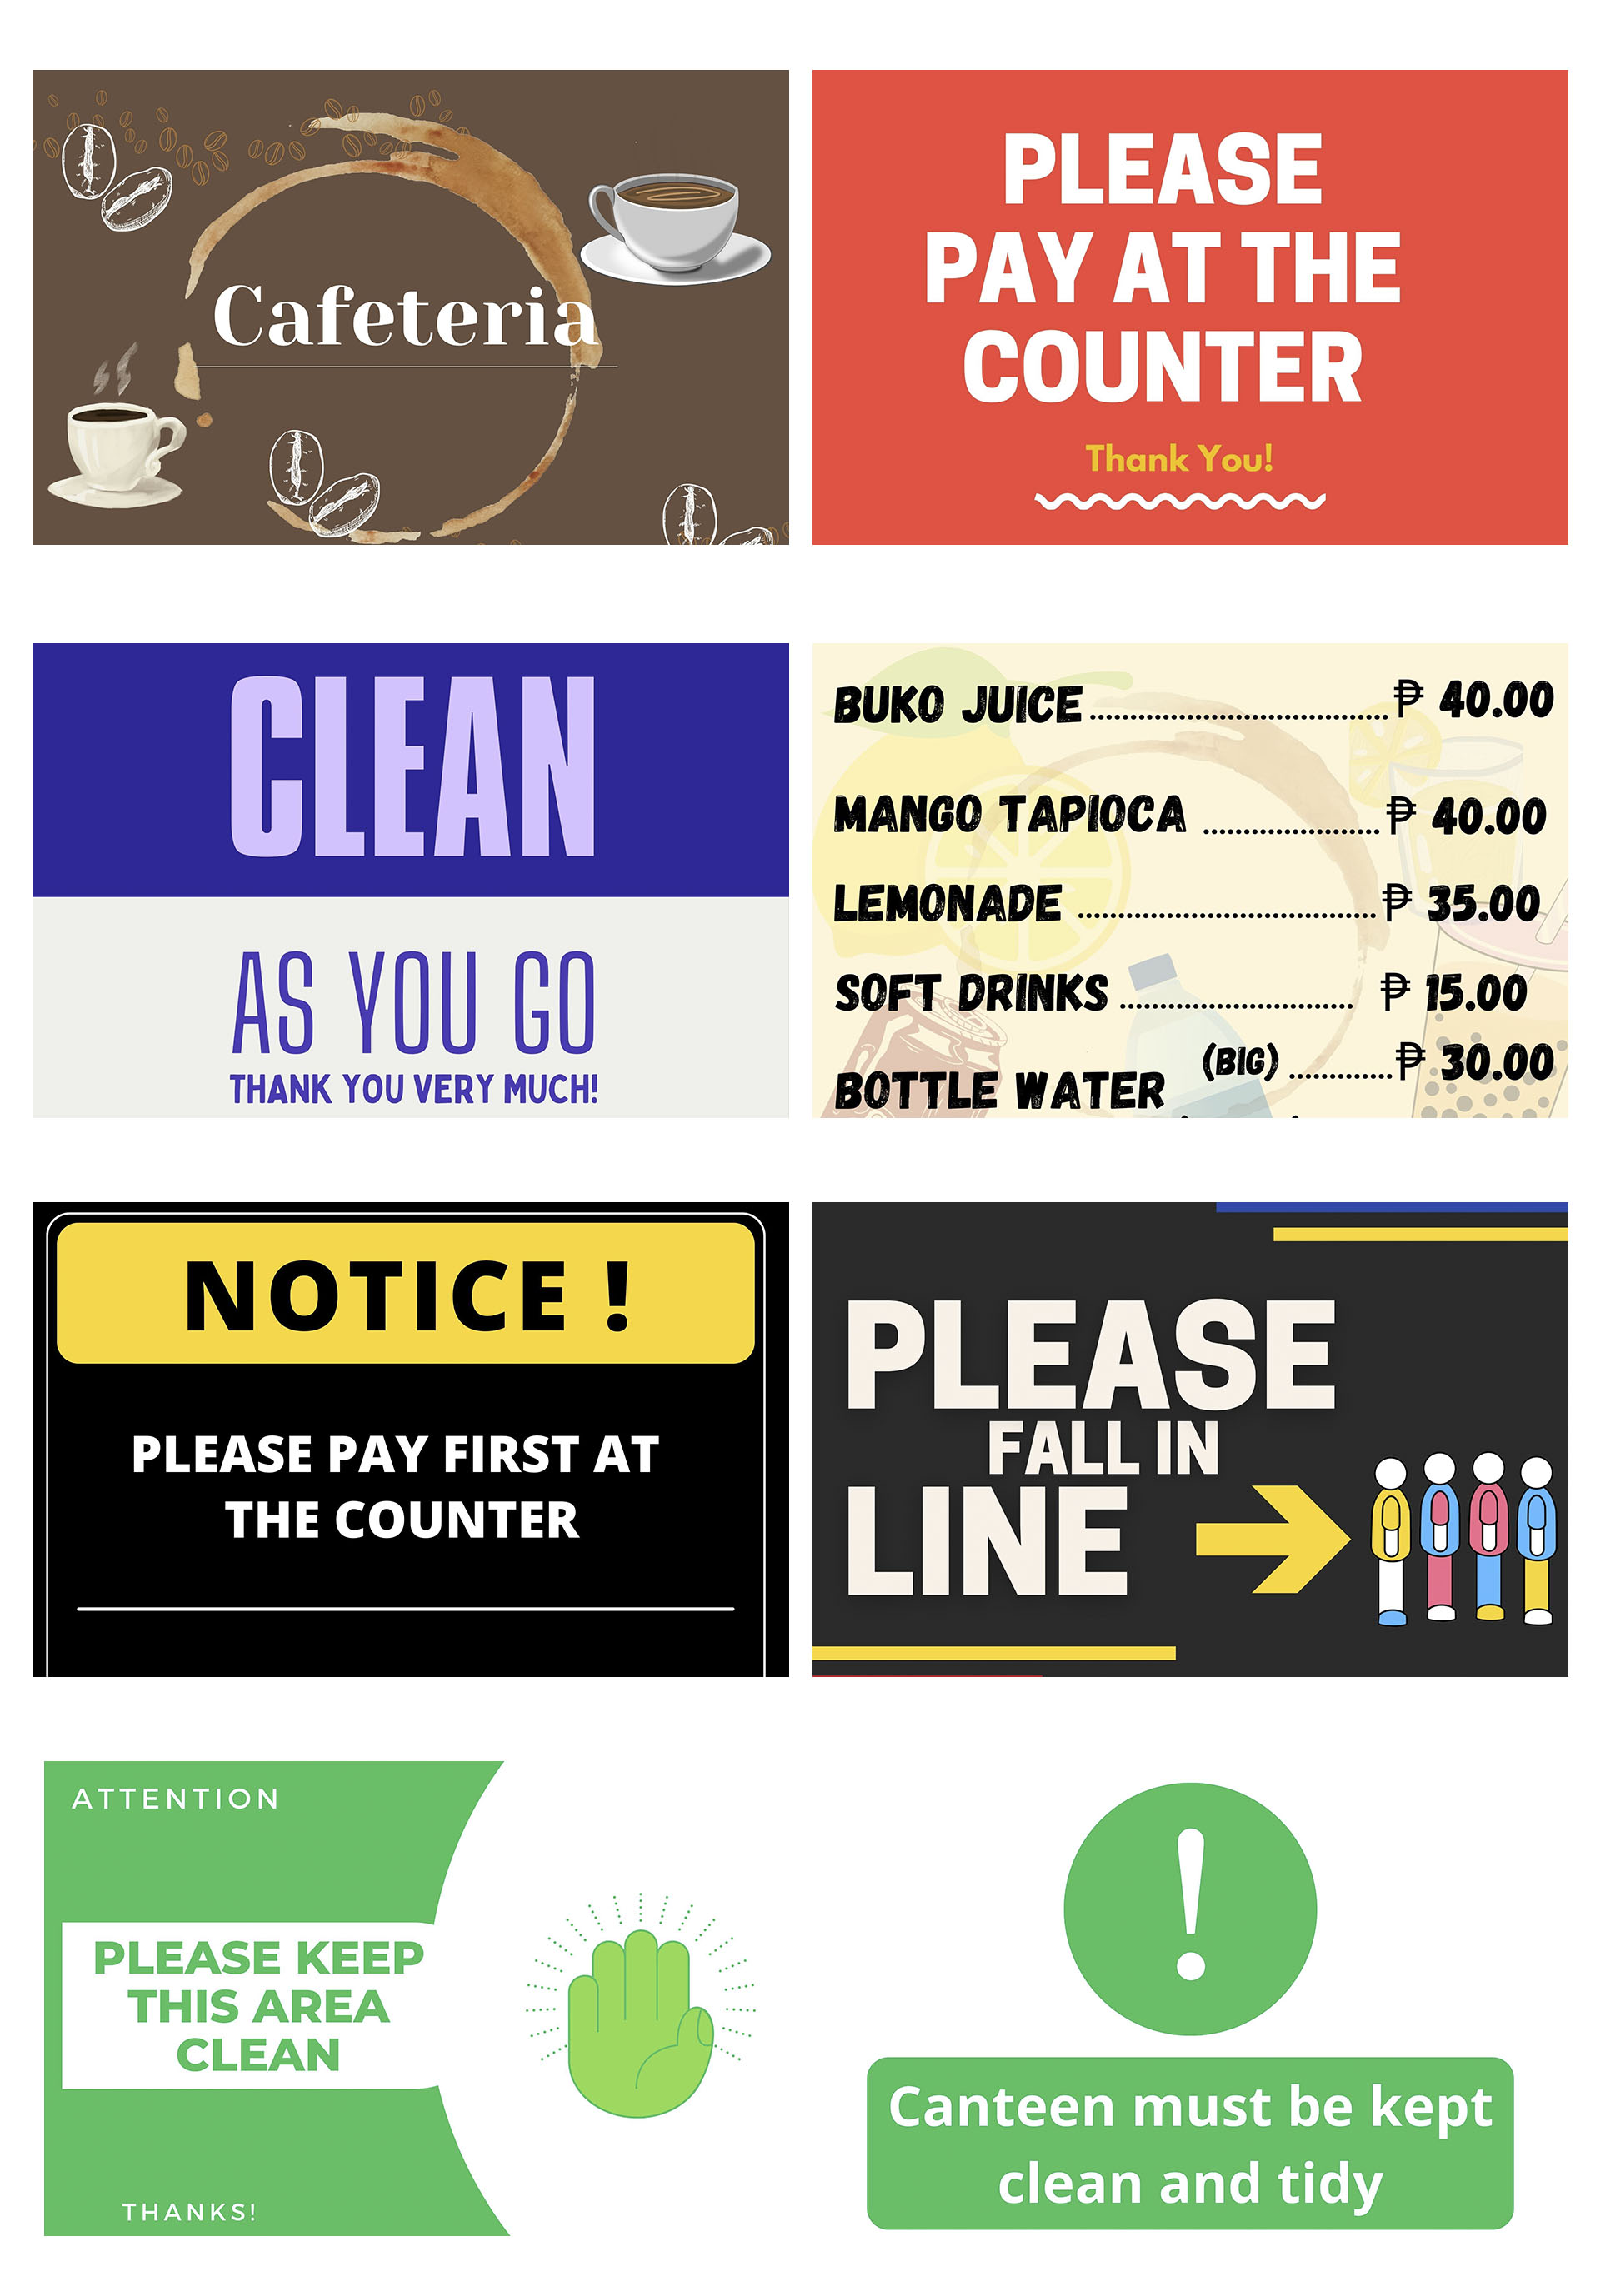 Cafeteria
PLEASE
PAY AT THE
COUNTER
Thank You!
CLEAN
AS YOU GO
THANK YOU VERY MUCH!
BUKO JUICE ........................................ ₱ 40.00
MANGO TAPIOCA ........................ ₱ 40.00
LEMONADE ........................................ ₱ 35.00
SOFT DRINKS ................................ ₱ 15.00
(BIG) .............. ₱ 30.00
BOTTLE WATER
NOTICE !
PLEASE PAY FIRST AT
THE COUNTER
PLEASE
FALL IN
LINE
ATTENTION
PLEASE KEEP
THIS AREA
CLEAN
THANKS!
!
Canteen must be kept
clean and tidy